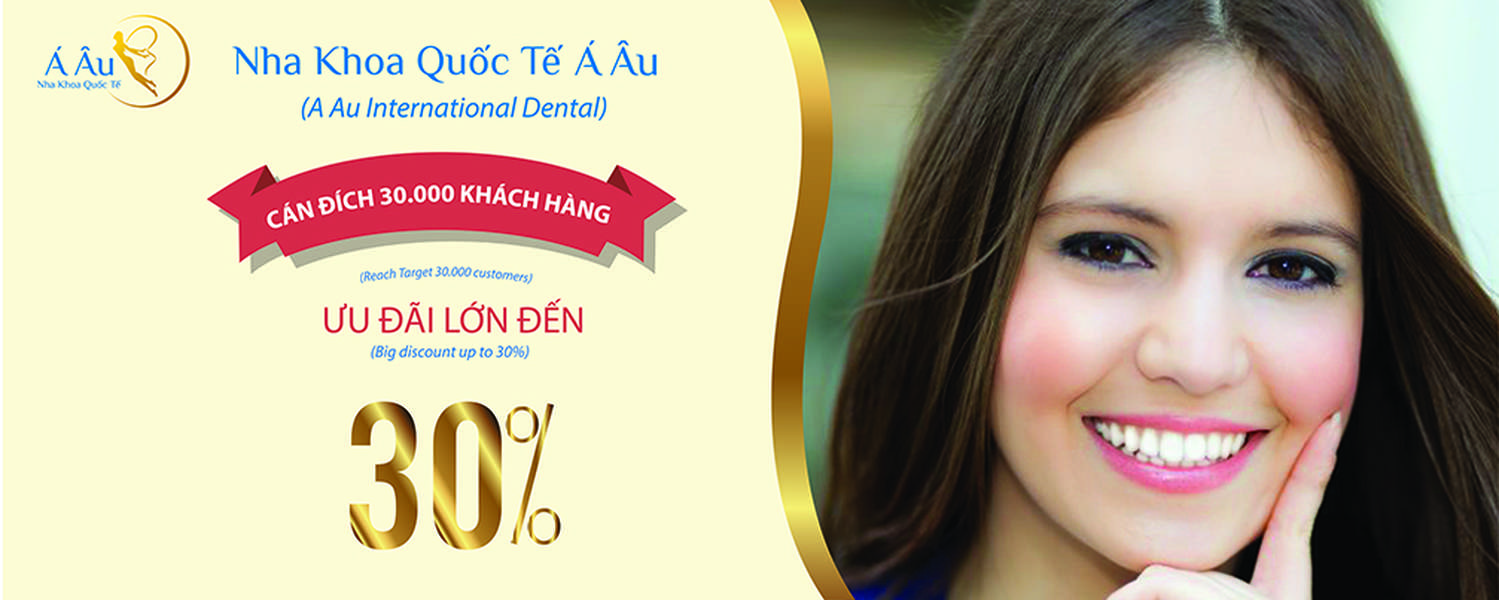 Á Âu
Nha Khoa Quốc Tế
Nha Khoa Quốc Tế Á Âu
(A Au International Dental)
CÁN ĐÍCH 30.000 KHÁCH HÀNG
(Reach Target 30.000 customers)
ƯU ĐÃI LỚN ĐẾN
(Big discount up to 30%)
30%